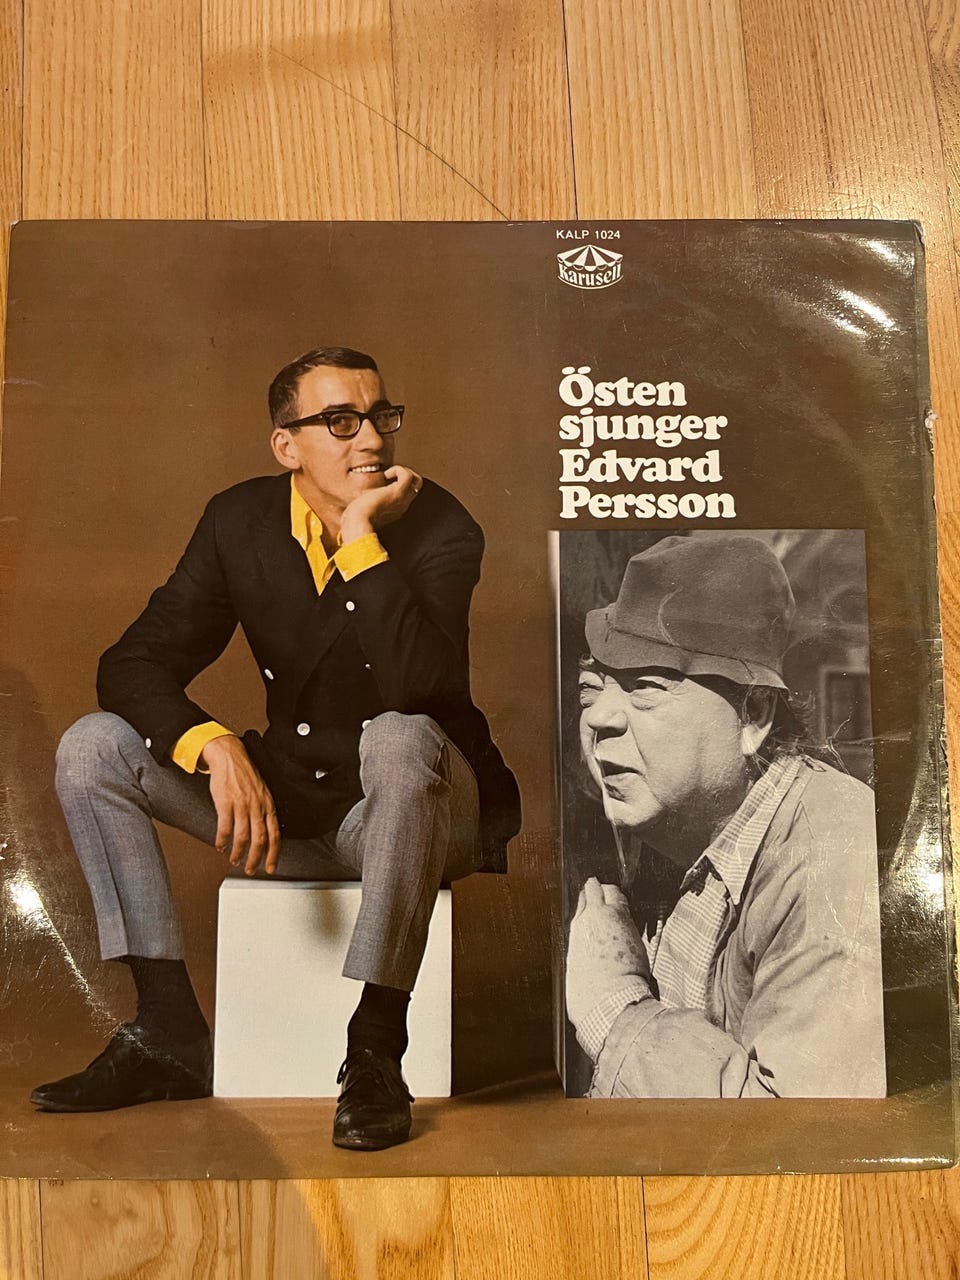 KALP 1024
Karusell
Östen
sjunger
Edvard
Persson